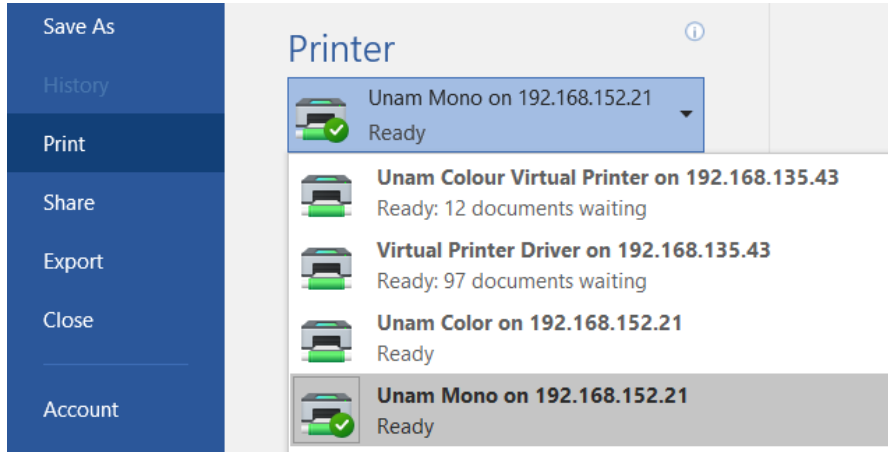 Save As
History
Print
Share
Export
Close
Account
Printer
Unam Mono on 192.168.152.21
Ready
Unam Colour Virtual Printer on 192.168.135.43
Ready: 12 documents waiting
Virtual Printer Driver on 192.168.135.43
Ready: 97 documents waiting
Unam Color on 192.168.152.21
Ready
Unam Mono on 192.168.152.21
Ready